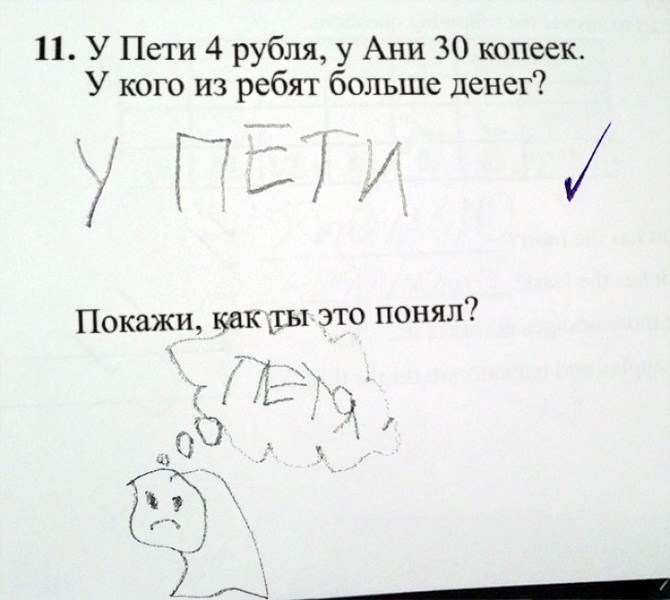 11. У Пети 4 рубля, у Ани 30 копеек.
У кого из ребят больше денег?
У ПЕТИ
Покажи, как ты это понял?
ПЕТЯ